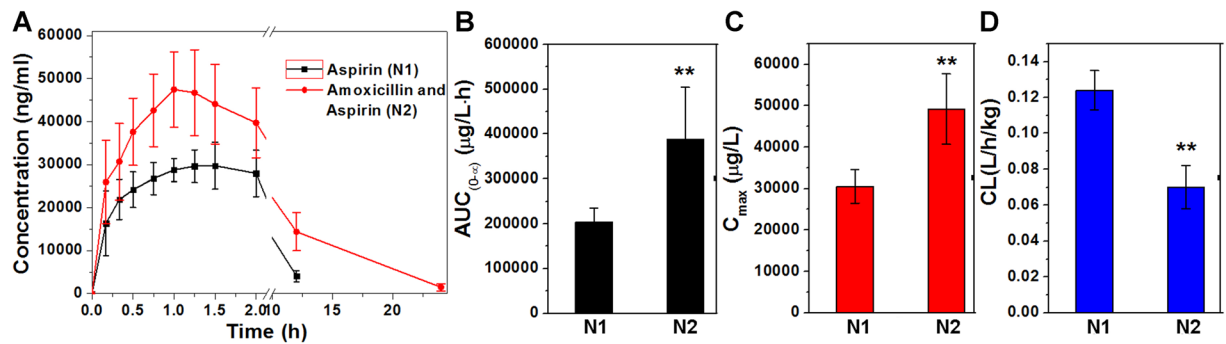 A
Concentration (ng/ml)
60000
50000
40000
30000
20000
10000
0
0.0 0.5 1.0 1.5 2.0 10 15 20
Time (h)
Aspirin (N1)
Amoxicillin and
Aspirin (N2)
B
AUC(0-∝) (µg/L·h)
600000
500000
400000
300000
200000
100000
0
**
N1 N2
C
Cmax (µg/L)
60000
50000
40000
30000
20000
10000
0
**
N1 N2
D
CL(L/h/kg)
0.14
0.12
0.10
0.08
0.06
0.04
0.02
0.00
**
N1 N2